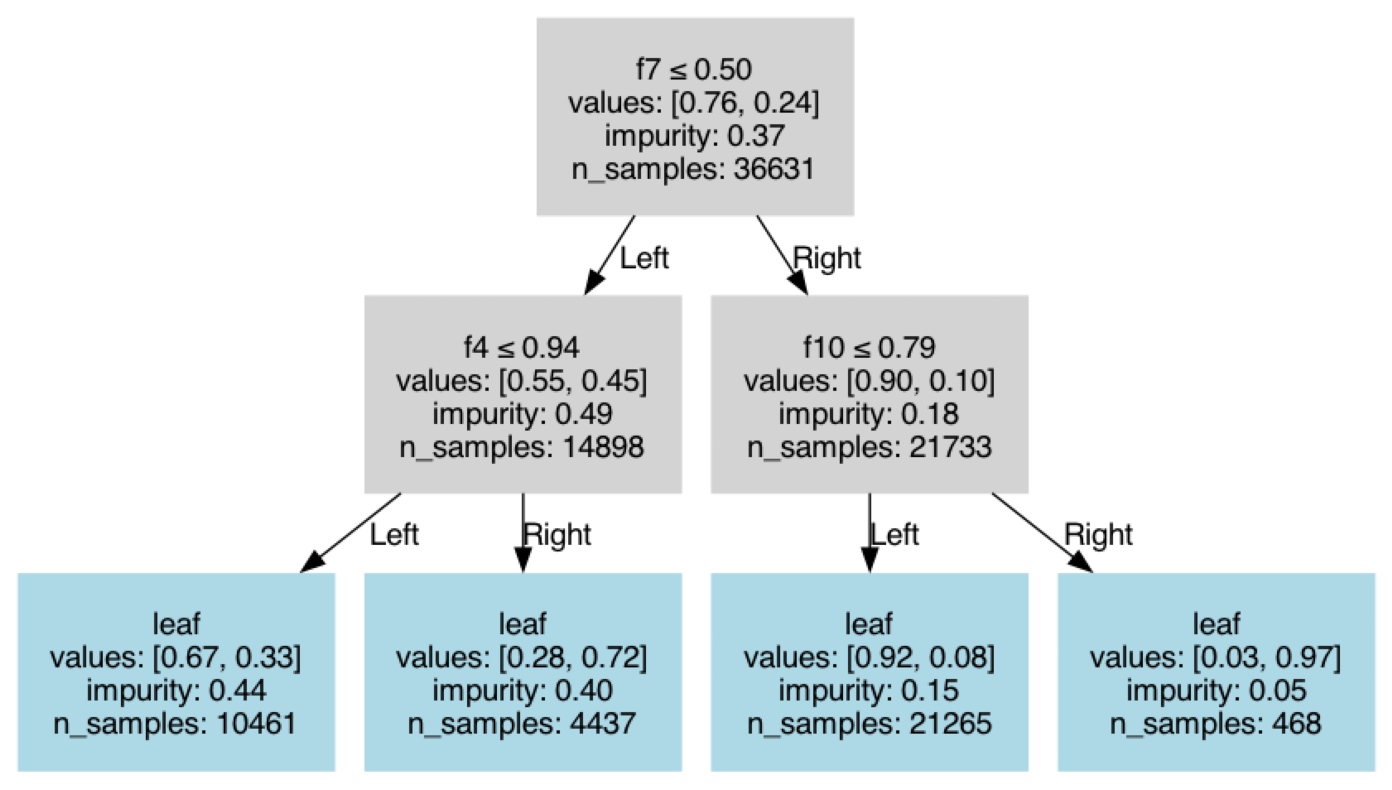 f7 ≤ 0.50
values: [0.76, 0.24]
impurity: 0.37
n_samples: 36631
Left
Right
f4 ≤ 0.94
values: [0.55, 0.45]
impurity: 0.49
n_samples: 14898
f10 ≤ 0.79
values: [0.90, 0.10]
impurity: 0.18
n_samples: 21733
Left
Right
Left
Right
leaf
values: [0.67, 0.33]
impurity: 0.44
n_samples: 10461
leaf
values: [0.28, 0.72]
impurity: 0.40
n_samples: 4437
leaf
values: [0.92, 0.08]
impurity: 0.15
n_samples: 21265
leaf
values: [0.03, 0.97]
impurity: 0.05
n_samples: 468